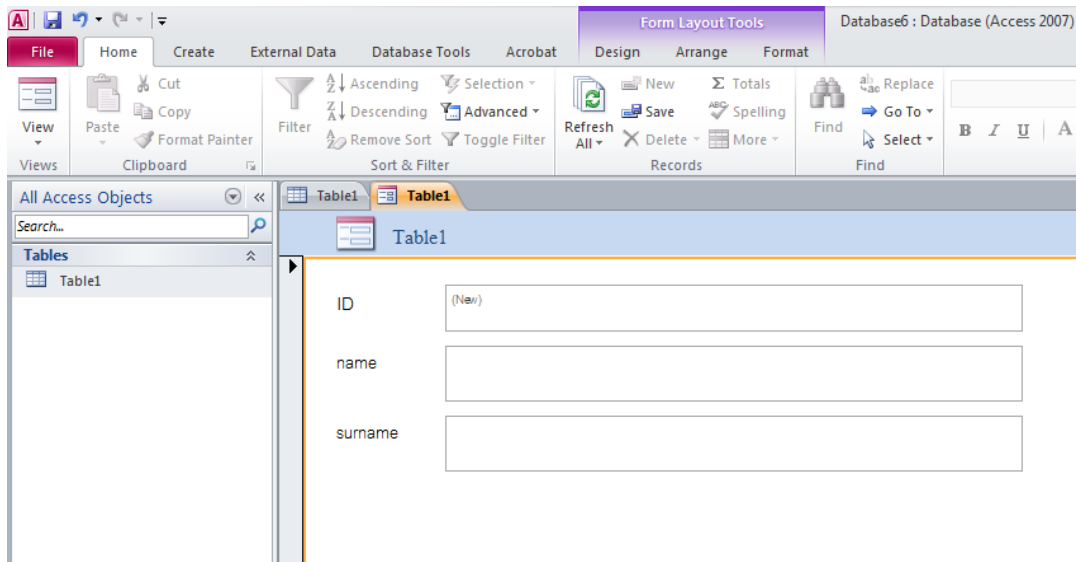 A
Form Layout Tools Database6 : Database (Access 2007)
File Home Create External Data Database Tools Acrobat Design Arrange Format
Cut Ascending Selection New Σ Totals Replace
Copy Descending Advanced Save Spelling Go To
View Paste Format Painter Filter Remove Sort Toggle Filter Refresh All Delete More Find Select B I U A
Views Clipboard Sort & Filter Records Find
All Access Objects Table1 Table1
Search...
Table1
Tables
Table1
ID (New)
name
surname